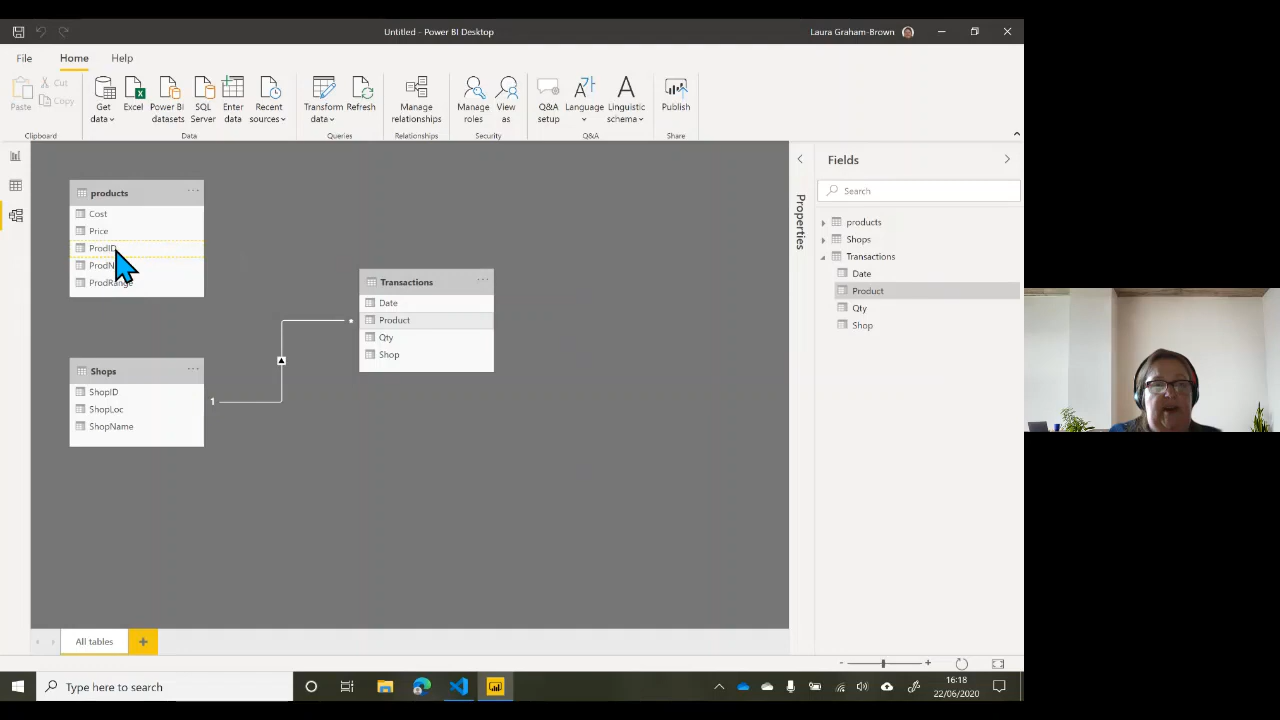 Untitled - Power BI Desktop
Laura Graham-Brown
File
Home
Help
Paste
Cut
Copy
Get data
Excel
Power BI datasets
SQL Server
Enter data
Recent sources
Transform data
Refresh
Manage relationships
Manage roles
View as
Q&A setup
Language
Linguistic schema
Publish
Clipboard
Data
Queries
Relationships
Security
Q&A
Share
products
Cost
Price
ProdID
ProdRange
Transactions
Date
Product
Qty
Shop
Shops
ShopID
ShopLoc
ShopName
1
*
Properties
Fields
Search
products
Shops
Transactions
Date
Product
Qty
Shop
All tables
+
- +
Type here to search
16:18
22/06/2020